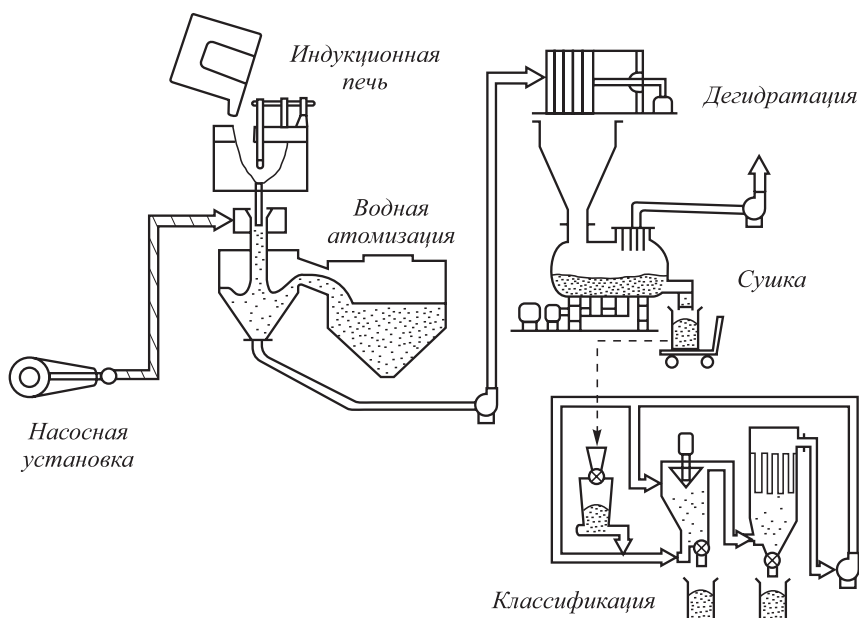 Индукционная
печь
Дегидратация
Водная
атомизация
Сушка
Насосная
установка
Классификация